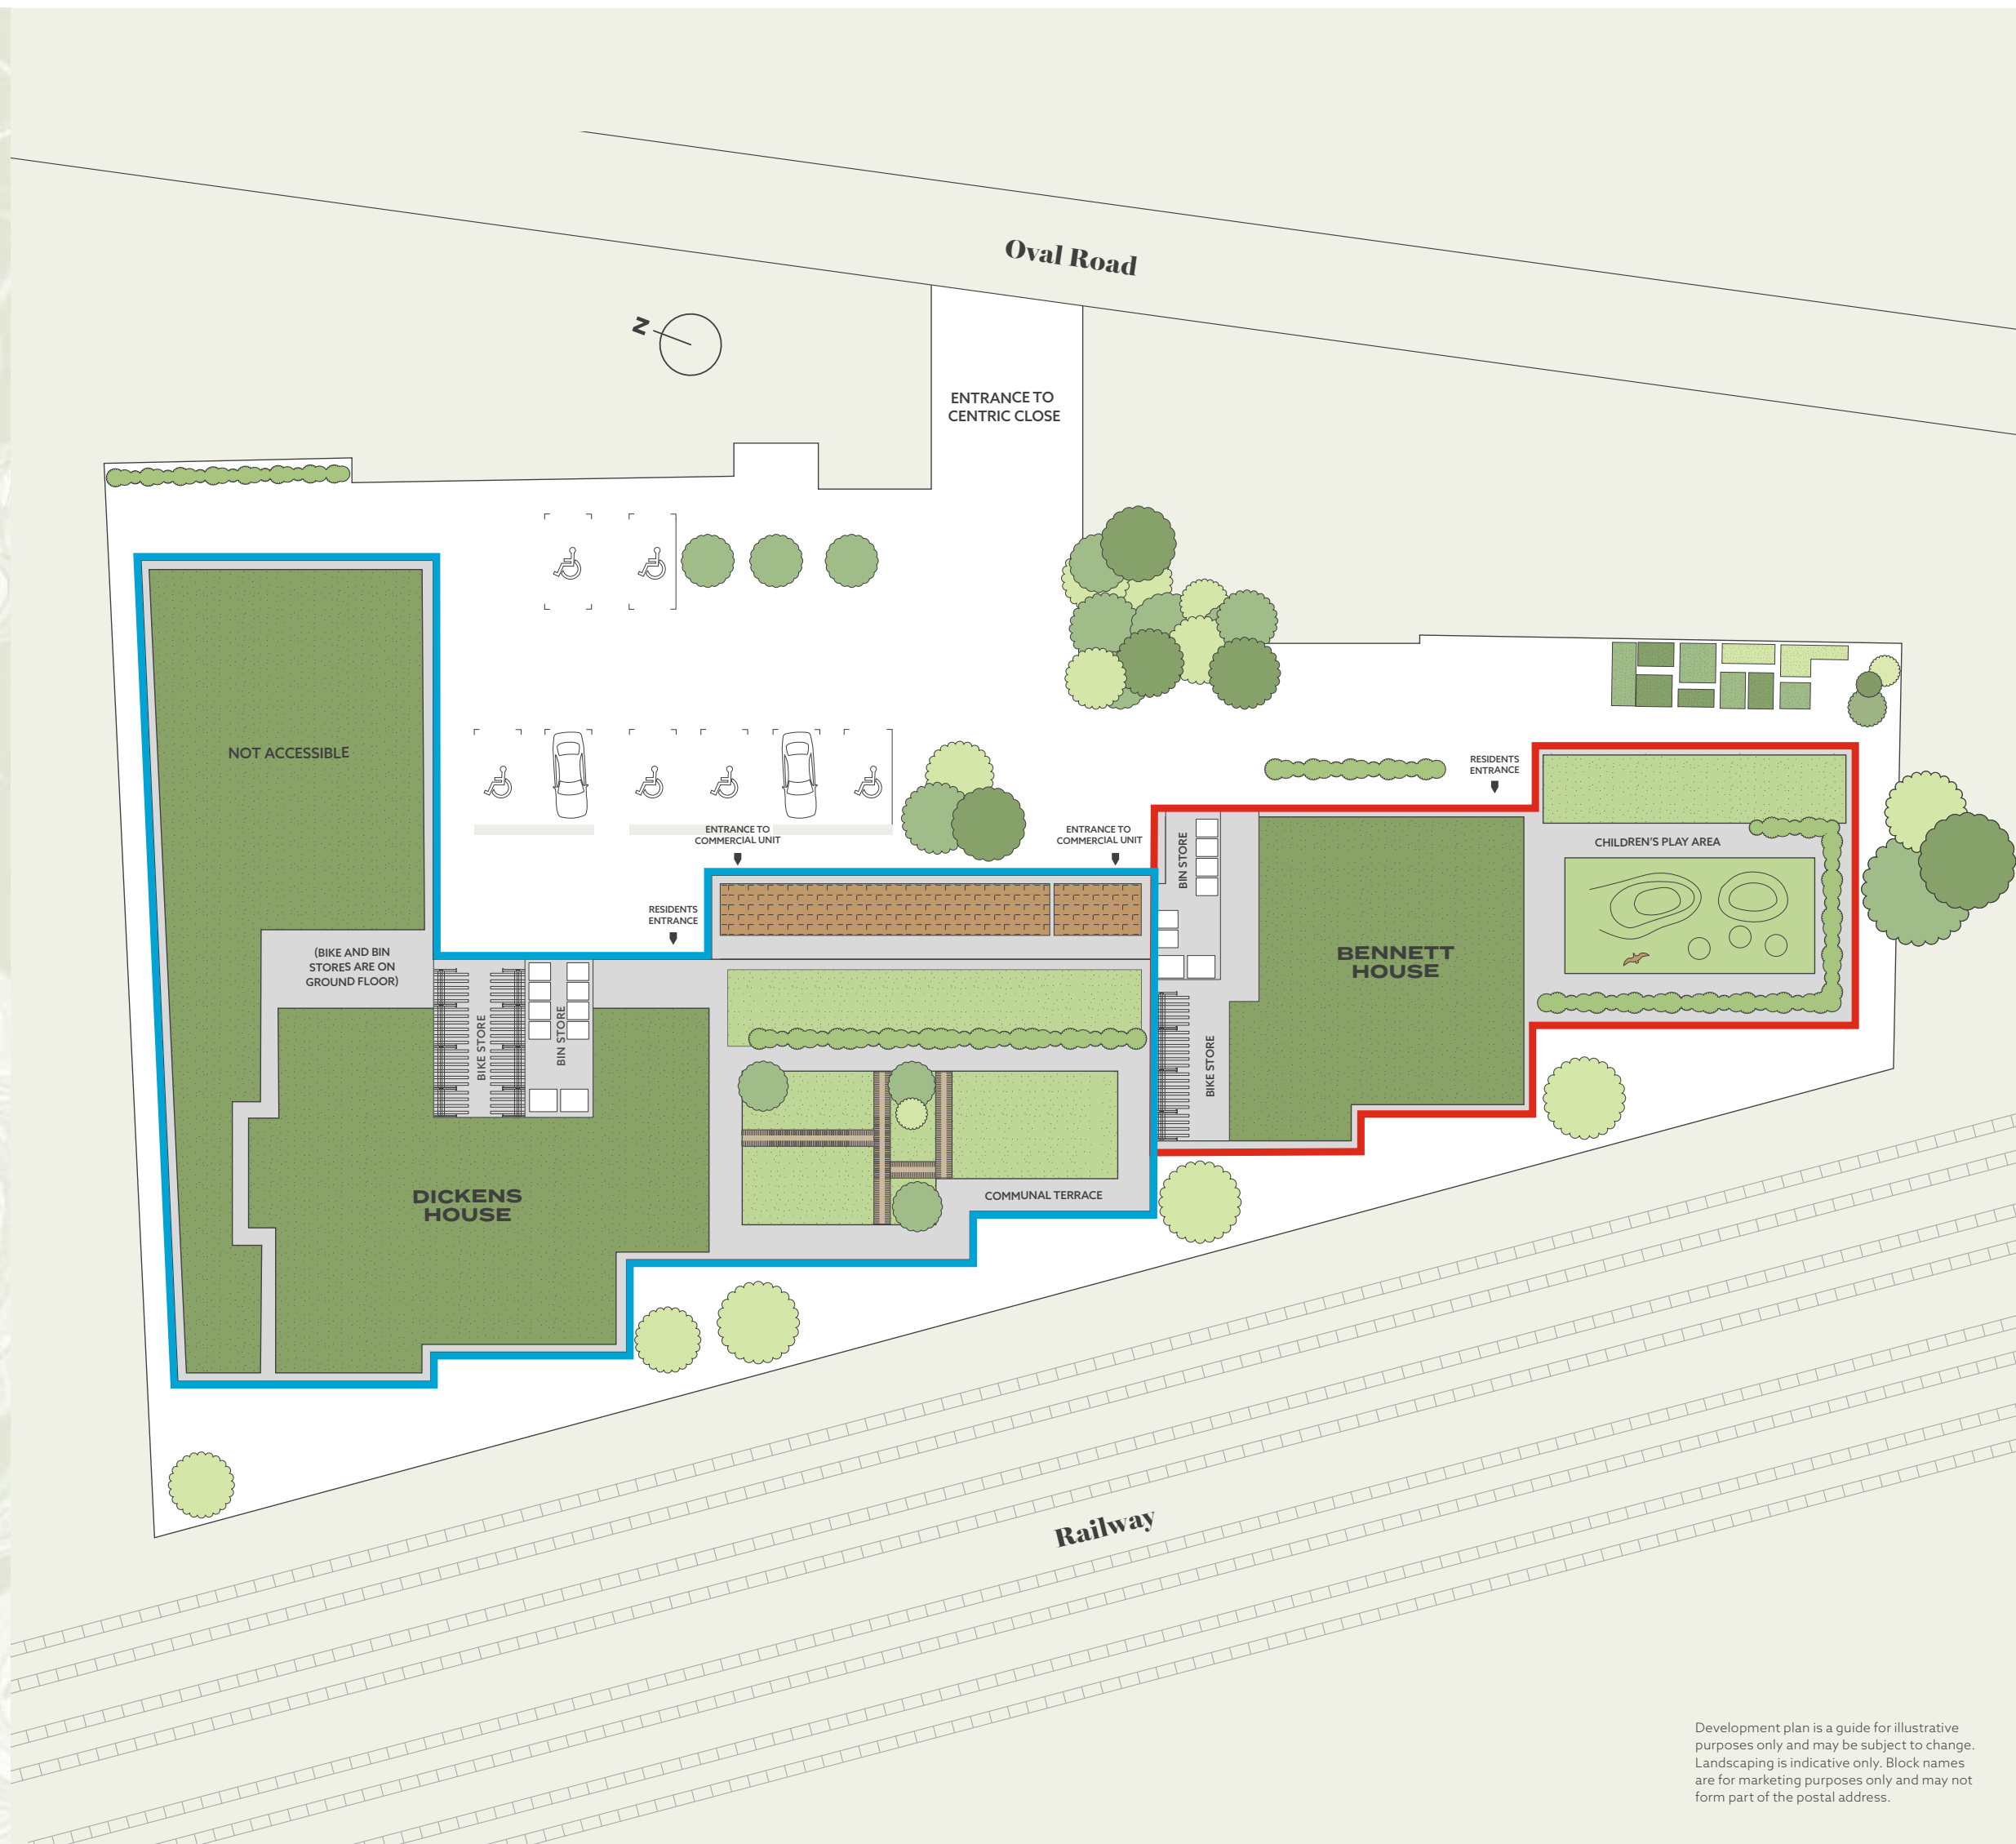 Oval Road
N
ENTRANCE TO
CENTRIC CLOSE
NOT ACCESSIBLE
RESIDENTS
ENTRANCE
ENTRANCE TO
COMMERCIAL UNIT
ENTRANCE TO
COMMERCIAL UNIT
BIN STORE
CHILDREN'S PLAY AREA
RESIDENTS
ENTRANCE
(BIKE AND BIN
STORES ARE ON
GROUND FLOOR)
BENNETT
HOUSE
BIKE STORE
BIN STORE
BIKE STORE
DICKENS
HOUSE
COMMUNAL TERRACE
Railway
Development plan is a guide for illustrative
purposes only and may be subject to change.
Landscaping is indicative only. Block names
are for marketing purposes only and may not
form part of the postal address.